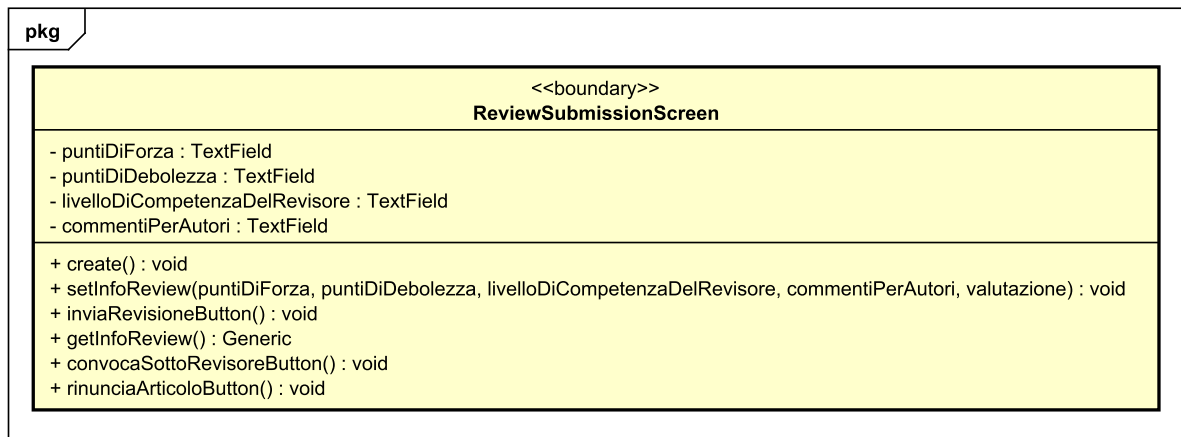 pkg
<<boundary>>
ReviewSubmissionScreen
- puntiDiForza : TextField
- puntiDiDebolezza : TextField
- livelloDiCompetenzaDelRevisore : TextField
- commentiPerAutori : TextField
+ create() : void
+ setInfoReview(puntiDiForza, puntiDiDebolezza, livelloDiCompetenzaDelRevisore, commentiPerAutori, valutazione) : void
+ inviaRevisioneButton() : void
+ getInfoReview() : Generic
+ convocaSottoRevisoreButton() : void
+ rinunciaArticoloButton() : void